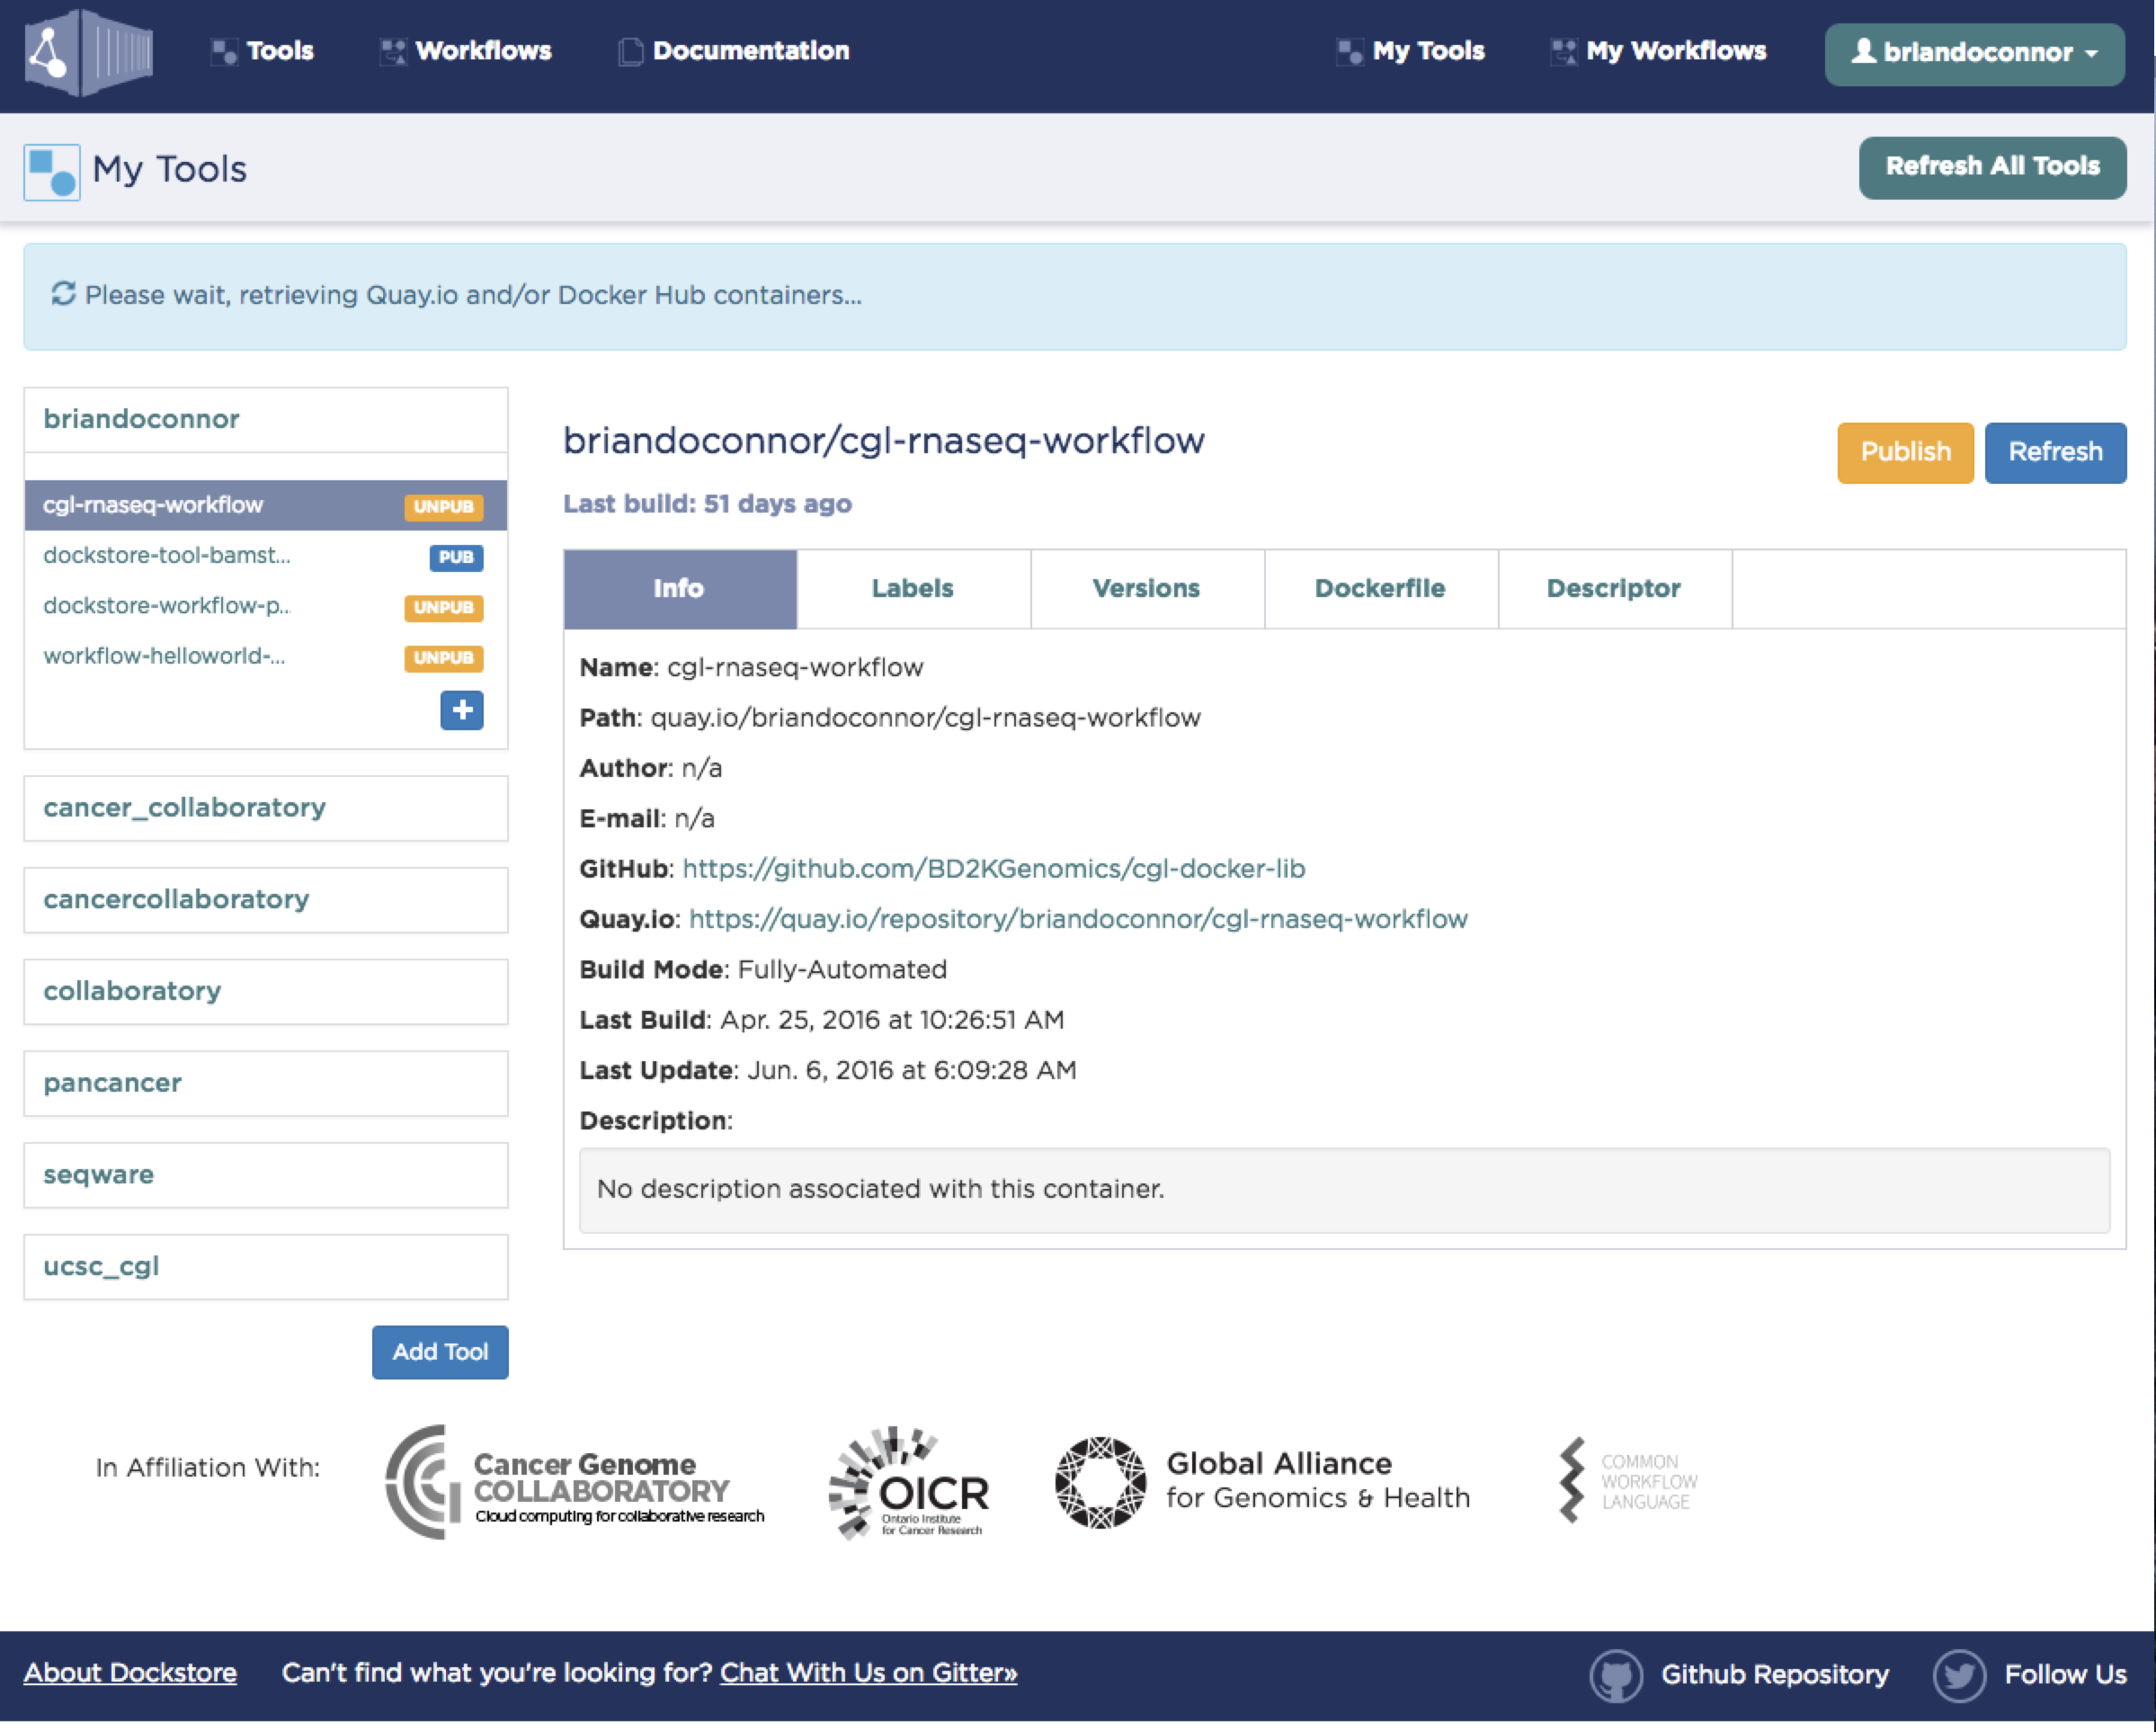 Tools Workflows Documentation My Tools My Workflows briandoconnor
My Tools Refresh All Tools
Please wait, retrieving Quay.io and/or Docker Hub containers...
briandoconnor
cgl-rnaseq-workflow UNPUB
dockstore-tool-bamst... PUB
dockstore-workflow-p... UNPUB
workflow-helloworld-... UNPUB
+
cancer_collaboratory
cancercollaboratory
collaboratory
pancancer
seqware
ucsc_cgl
Add Tool
briandoconnor/cgl-rnaseq-workflow
Publish Refresh
Last build: 51 days ago
Info Labels Versions Dockerfile Descriptor
Name: cgl-rnaseq-workflow
Path: quay.io/briandoconnor/cgl-rnaseq-workflow
Author: n/a
E-mail: n/a
GitHub: https://github.com/BD2KGenomics/cgl-docker-lib
Quay.io: https://quay.io/repository/briandoconnor/cgl-rnaseq-workflow
Build Mode: Fully-Automated
Last Build: Apr. 25, 2016 at 10:26:51 AM
Last Update: Jun. 6, 2016 at 6:09:28 AM
Description:
No description associated with this container.
In Affiliation With:
Cancer Genome
COLLABORATORY
Cloud computing for collaborative research
OICR
Ontario Institute
for Cancer Research
Global Alliance
for Genomics & Health
COMMON
WORKFLOW
LANGUAGE
About Dockstore Can't find what you're looking for? Chat With Us on Gitter» Github Repository Follow Us